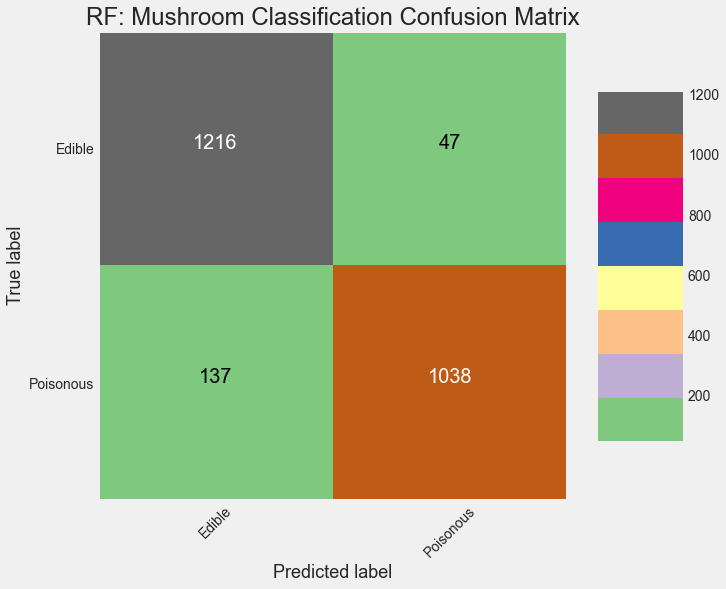 RF: Mushroom Classification Confusion Matrix
True label
Edible
1216
47
Poisonous
137
1038
Edible
Poisonous
Predicted label
1200
1000
800
600
400
200